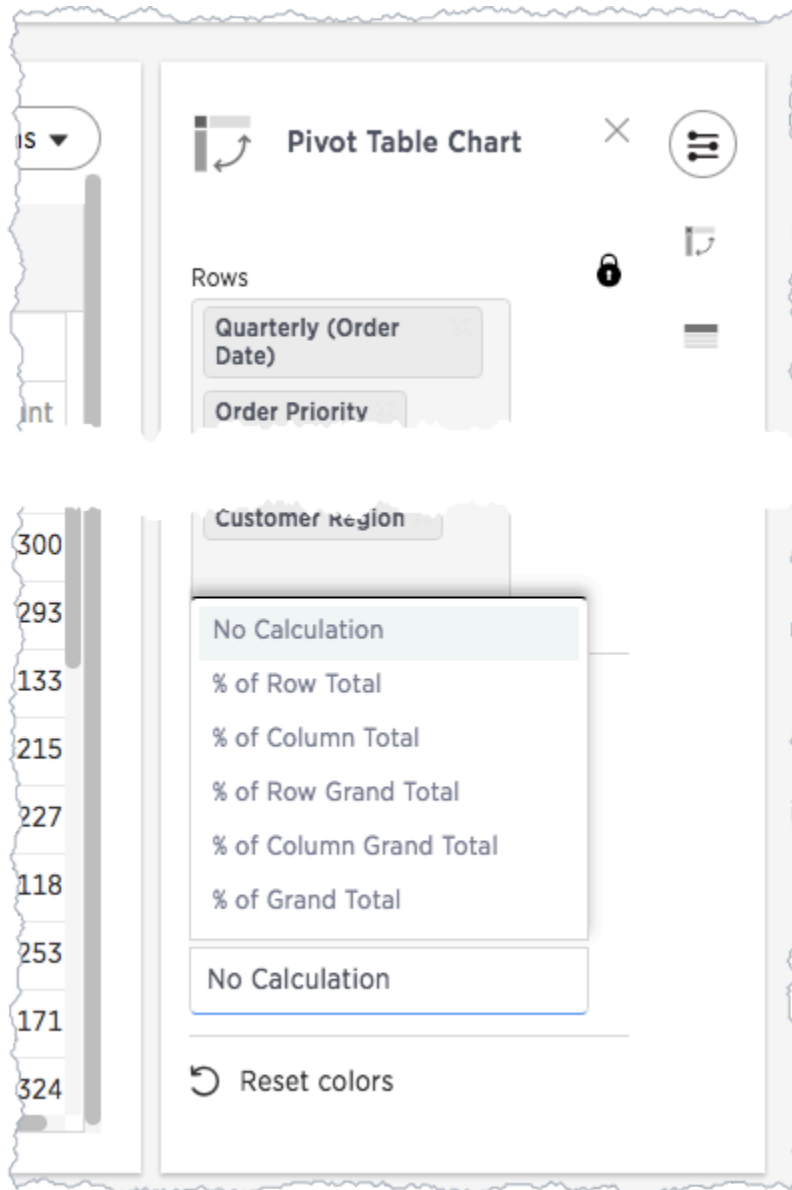 Pivot Table Chart
Rows
Quarterly (Order
Date)
Order Priority
Customer Region
300
293
133
215
227
118
253
171
324
No Calculation
% of Row Total
% of Column Total
% of Row Grand Total
% of Column Grand Total
% of Grand Total
No Calculation
Reset colors